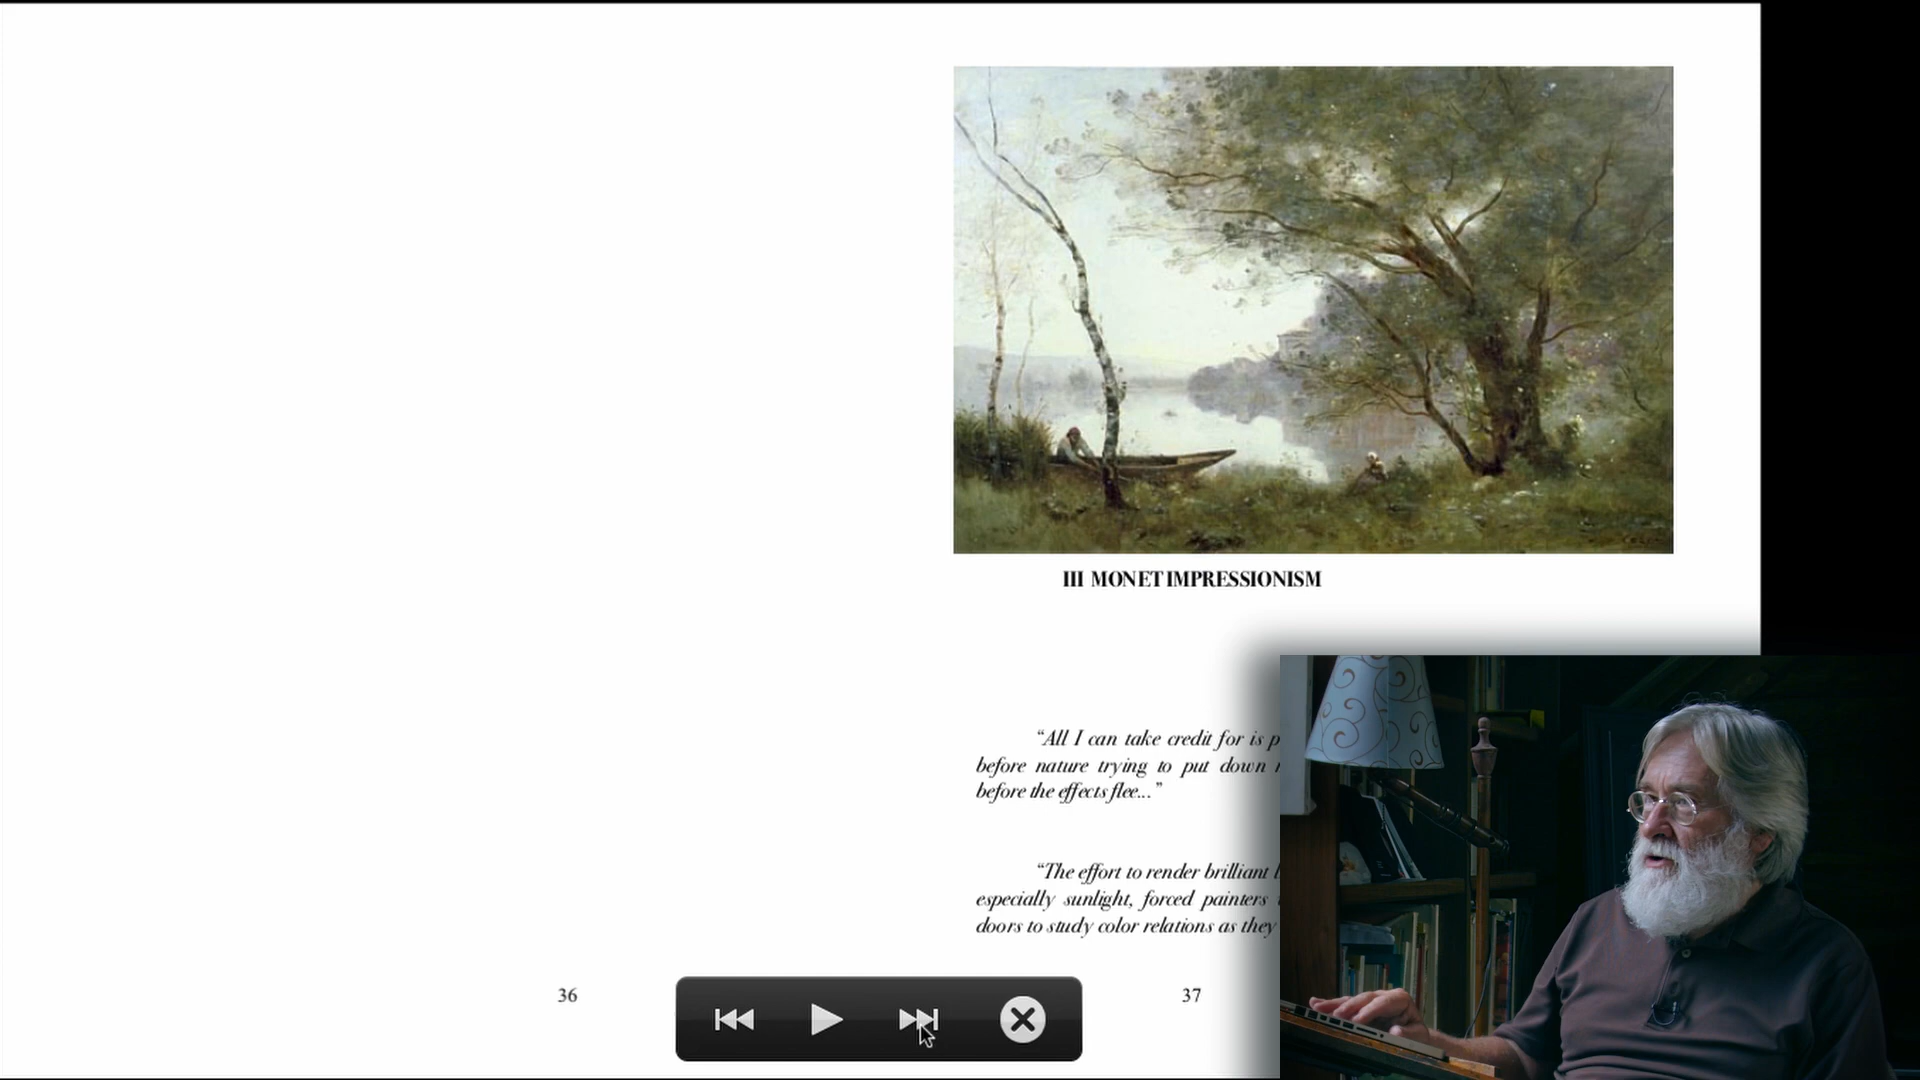 III MONET IMPRESSIONISM
“All I can take credit for is
before nature trying to put down
before the effects flee...”
“The effort to render brilliant
especially sunlight, forced painters
doors to study color relations as they
36
37